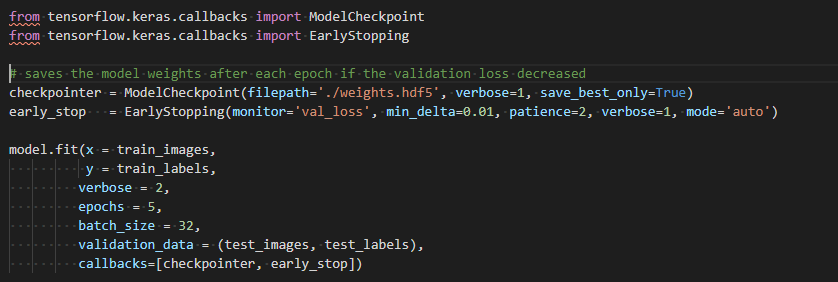 from tensorflow.keras.callbacks import ModelCheckpoint
from tensorflow.keras.callbacks import EarlyStopping

# saves the model weights after each epoch if the validation loss decreased
checkpointer = ModelCheckpoint(filepath='./weights.hdf5', verbose=1, save_best_only=True)
early_stop   = EarlyStopping(monitor='val_loss', min_delta=0.01, patience=2, verbose=1, mode='auto')

model.fit(x = train_images,
          y = train_labels,
         verbose = 2,
         epochs = 5,
         batch_size = 32,
         validation_data = (test_images, test_labels),
         callbacks=[checkpointer, early_stop])